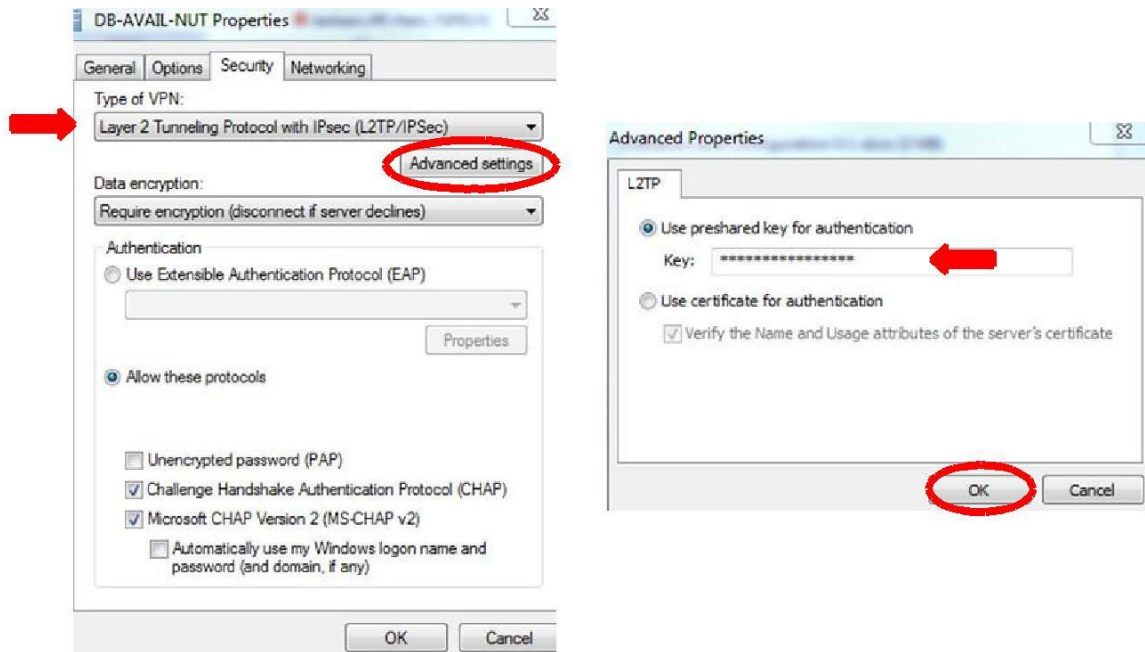 DB-AVAIL-NUT Properties
General Options Security Networking
Type of VPN:
Layer 2 Tunneling Protocol with IPsec (L2TP/IPSec)
Advanced settings
Data encryption:
Require encryption (disconnect if server declines)
Authentication
Use Extensible Authentication Protocol (EAP)
Properties
Allow these protocols
Unencrypted password (PAP)
Challenge Handshake Authentication Protocol (CHAP)
Microsoft CHAP Version 2 (MS-CHAP v2)
Automatically use my Windows logon name and
password (and domain, if any)
OK Cancel
Advanced Properties
L2TP
Use preshared key for authentication
Key: ****************
Use certificate for authentication
Verify the Name and Usage attributes of the server's certificate
OK Cancel